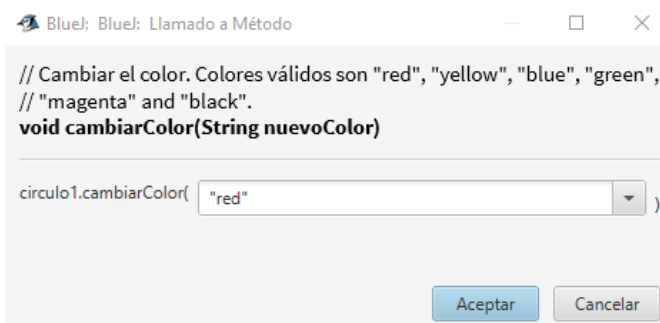 BlueJ: BlueJ: Llamado a Método
// Cambiar el color. Colores válidos son "red", "yellow", "blue", "green",
// "magenta" and "black".
void cambiarColor(String nuevoColor)
circulo1.cambiarColor( "red" )
Aceptar Cancelar